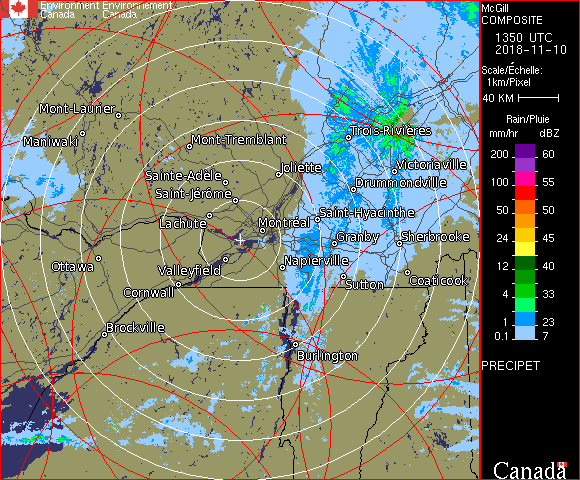 Environment Environnement
Canada Canada
McGill
COMPOSITE
1350 UTC
2018-11-10
Scale/Échelle:
1km/Pixel
40 KM
Rain/Pluie
mm/hr dBZ
200 60
100 55
50 50
24 45
12 40
4 33
1 23
0.1 7
PRECIPET
Canada
Mont-Laurier
Maniwaki
Mont-Tremblant
Trois-Rivières
Joliette
Victoriaville
Sainte-Adèle
Drummondville
Saint-Jérôme
Saint-Hyacinthe
Lachute
Montréal
Granby
Sherbrooke
Ottawa
Valleyfield
Napierville
Cornwall
Sutton
Coaticook
Brockville
Burlington